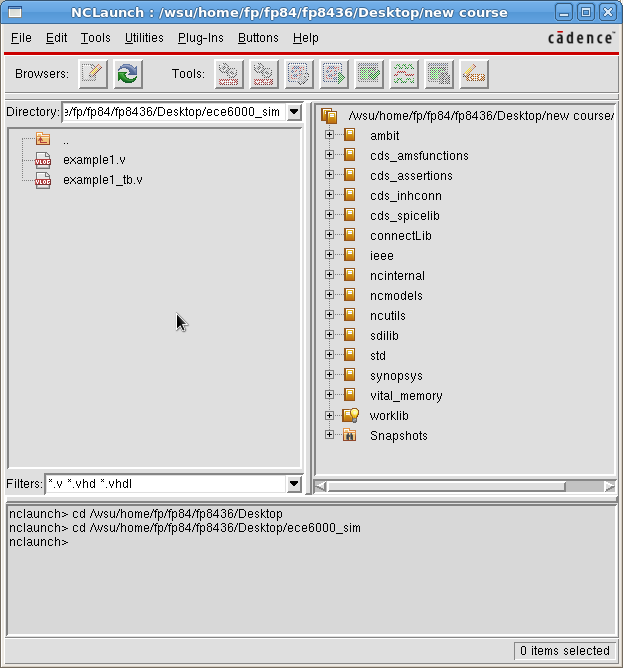 NCLaunch : /wsu/home/fp/fp84/fp8436/Desktop/new course
File Edit Tools Utilities Plug-Ins Buttons Help
cādence
Browsers: Tools:
Directory: e/fp/fp84/fp8436/Desktop/ece6000_sim
..
VLOG example1.v
VLOG example1_tb.v
Filters: *.v *.vhd *.vhdl
/wsu/home/fp/fp84/fp8436/Desktop/new course/
ambit
cds_amsfunctions
cds_assertions
cds_inhconn
cds_spicelib
connectLib
ieee
ncinternal
ncmodels
ncutils
sdilib
std
synopsys
vital_memory
worklib
Snapshots
nclaunch> cd /wsu/home/fp/fp84/fp8436/Desktop
nclaunch> cd /wsu/home/fp/fp84/fp8436/Desktop/ece6000_sim
nclaunch>
0 items selected